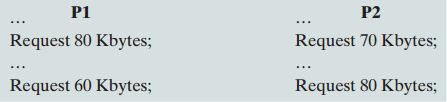 P1 P2
... ...
Request 80 Kbytes; Request 70 Kbytes;
... ...
Request 60 Kbytes; Request 80 Kbytes;